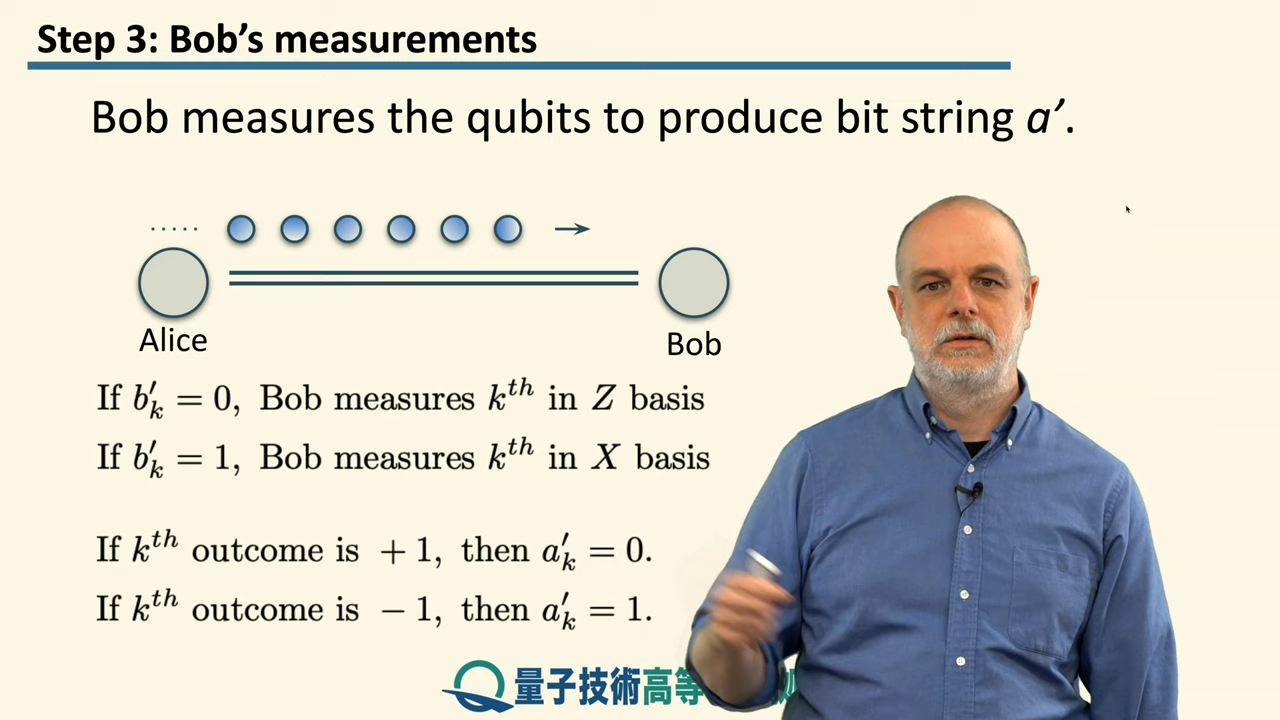 Step 3: Bob’s measurements
Bob measures the qubits to produce bit string a’.
.....
Alice
Bob
If b′ₖ = 0, Bob measures kᵗʰ in Z basis
If b′ₖ = 1, Bob measures kᵗʰ in X basis
If kᵗʰ outcome is +1, then a′ₖ = 0.
If kᵗʰ outcome is −1, then a′ₖ = 1.
量子技術高等